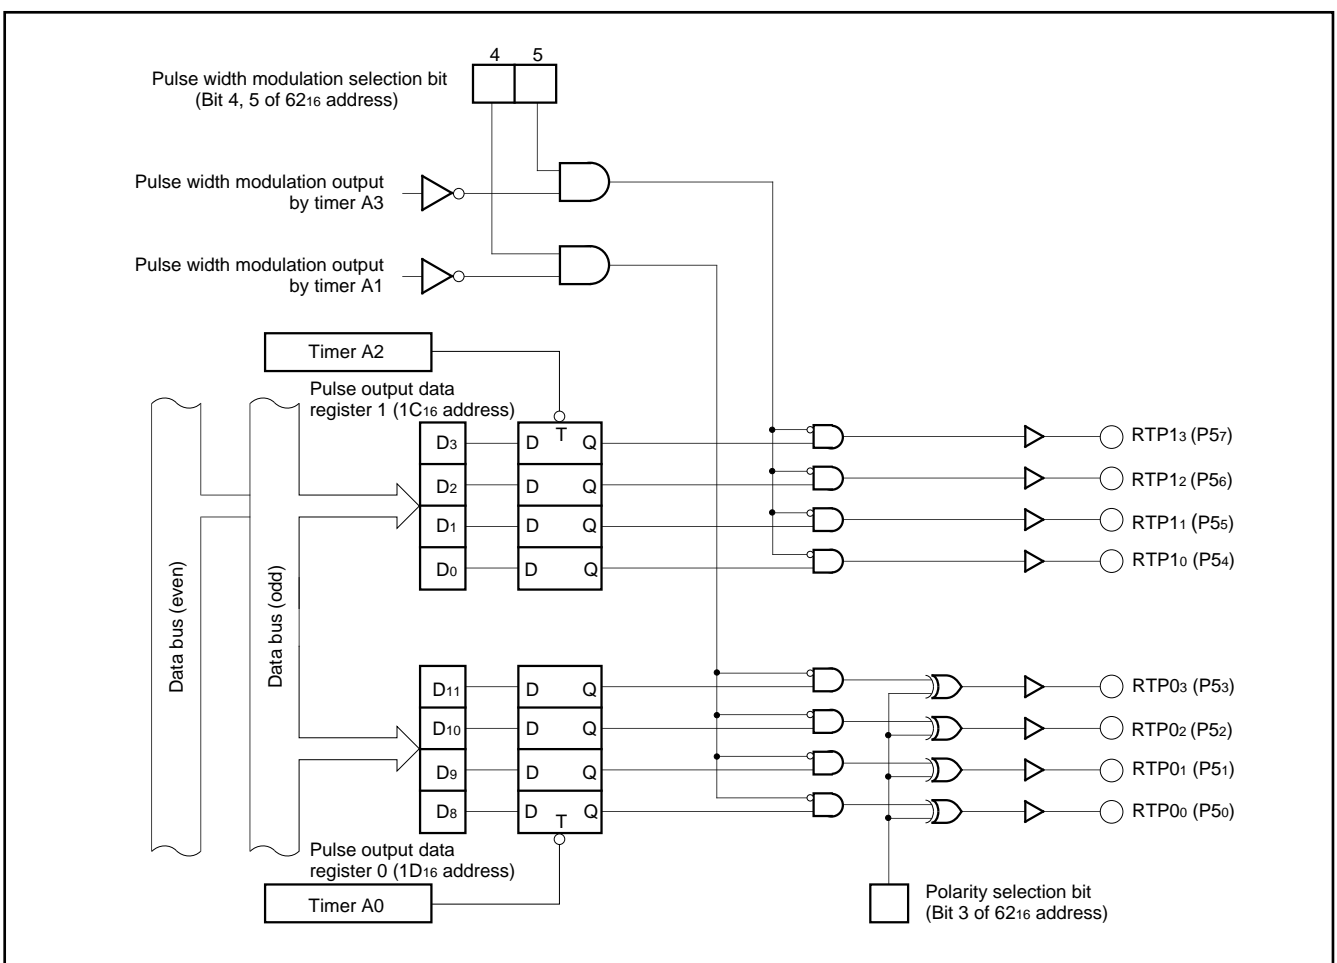 4 5
Pulse width modulation selection bit
(Bit 4, 5 of 6216 address)
Pulse width modulation output
by timer A3
Pulse width modulation output
by timer A1
Timer A2
Pulse output data
register 1 (1C16 address)
T
D3 D Q
D2 D Q
D1 D Q
D0 D Q
RTP13 (P57)
RTP12 (P56)
RTP11 (P55)
RTP10 (P54)
Data bus (even)
Data bus (odd)
D11 D Q
D10 D Q
D9 D Q
D8 D Q
T
RTP03 (P53)
RTP02 (P52)
RTP01 (P51)
RTP00 (P50)
Pulse output data
register 0 (1D16 address)
Timer A0
Polarity selection bit
(Bit 3 of 6216 address)